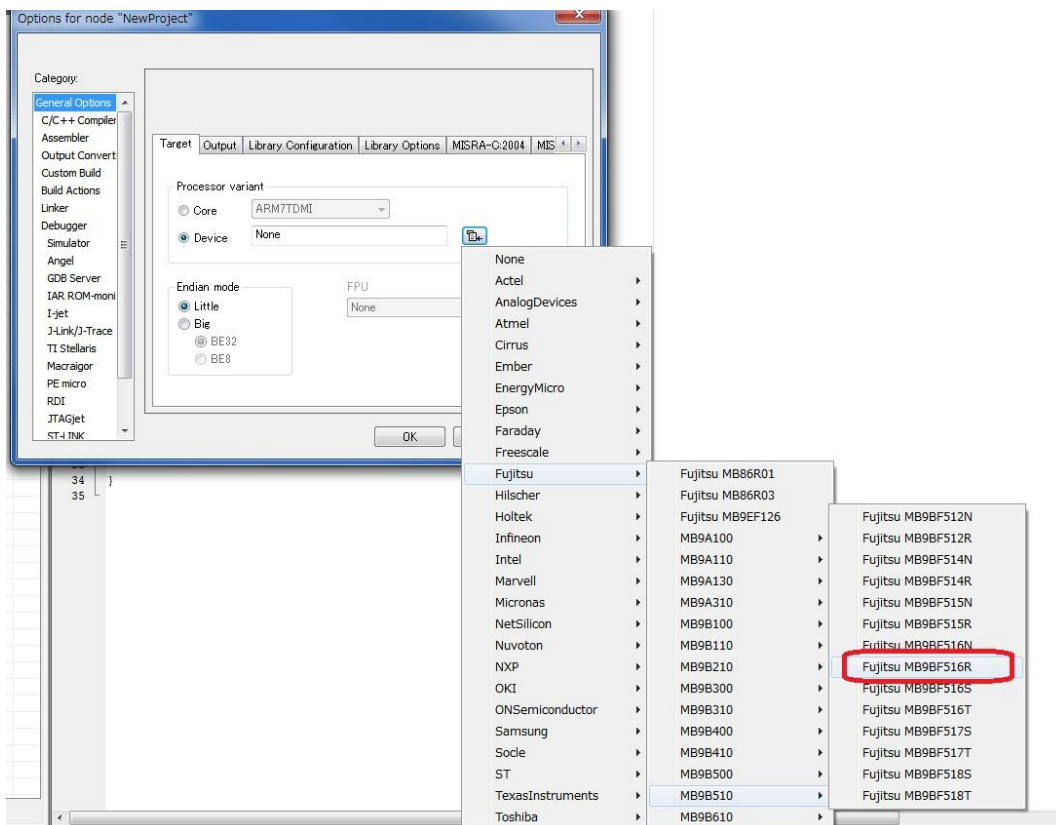 Options for node "NewProject"
Category:
General Options
C/C++ Compiler
Assembler
Output Convert
Custom Build
Build Actions
Linker
Debugger
Simulator
Angel
GDB Server
IAR ROM-moni
I-jet
J-Link/J-Trace
TI Stellaris
Macraigor
PE micro
RDI
JTAGjet
ST-LINK
Target Output Library Configuration Library Options MISRA-C:2004 MIS
Processor variant
Core ARM7TDMI
Device None
Endian mode
Little
Big
BE32
BE8
FPU
None
OK
34 }
35
None
Actel
AnalogDevices
Atmel
Cirrus
Ember
EnergyMicro
Epson
Faraday
Freescale
Fujitsu
Hilscher
Holtek
Infineon
Intel
Marvell
Micronas
NetSilicon
Nuvoton
NXP
OKI
ONSemiconductor
Samsung
Socle
ST
TexasInstruments
Toshiba
Fujitsu MB86R01
Fujitsu MB86R03
Fujitsu MB9EF126
MB9A100
MB9A110
MB9A130
MB9A310
MB9B100
MB9B110
MB9B210
MB9B300
MB9B310
MB9B400
MB9B410
MB9B500
MB9B510
MB9B610
Fujitsu MB9BF512N
Fujitsu MB9BF512R
Fujitsu MB9BF514N
Fujitsu MB9BF514R
Fujitsu MB9BF515N
Fujitsu MB9BF515R
Fujitsu MB9BF516N
Fujitsu MB9BF516R
Fujitsu MB9BF516S
Fujitsu MB9BF516T
Fujitsu MB9BF517S
Fujitsu MB9BF517T
Fujitsu MB9BF518S
Fujitsu MB9BF518T